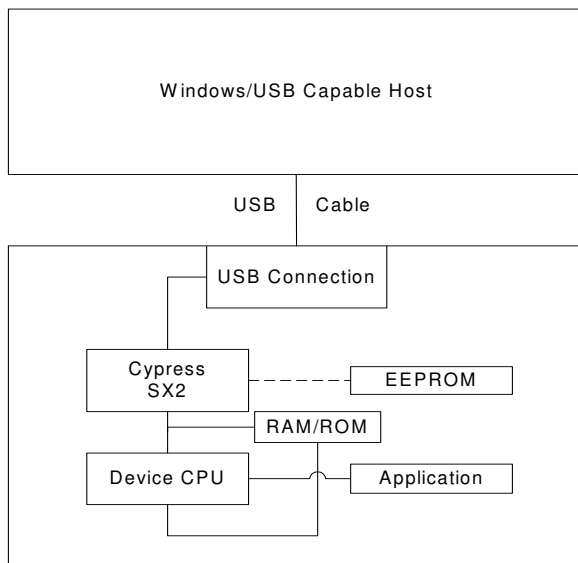 Windows/USB Capable Host
USB Cable
USB Connection
Cypress
SX2
EEPROM
RAM/ROM
Device CPU
Application